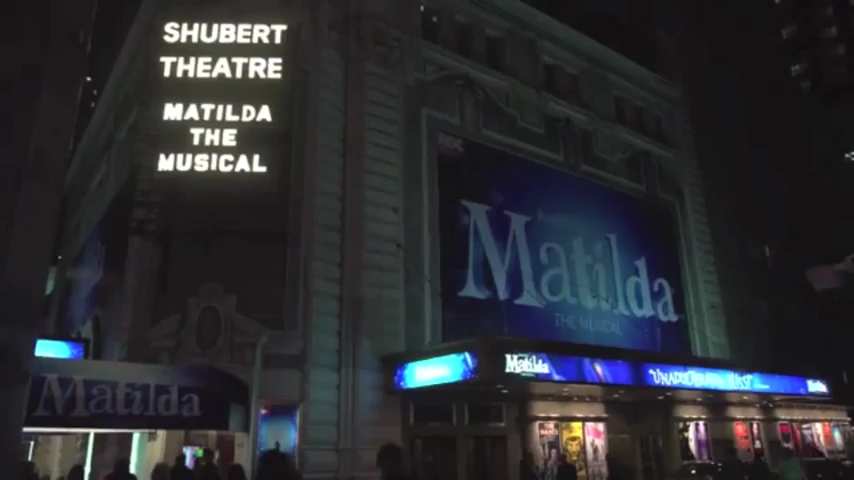 SHUBERT
THEATRE
MATILDA
THE
MUSICAL
Matilda
THE MUSICAL
Matilda
Matilda